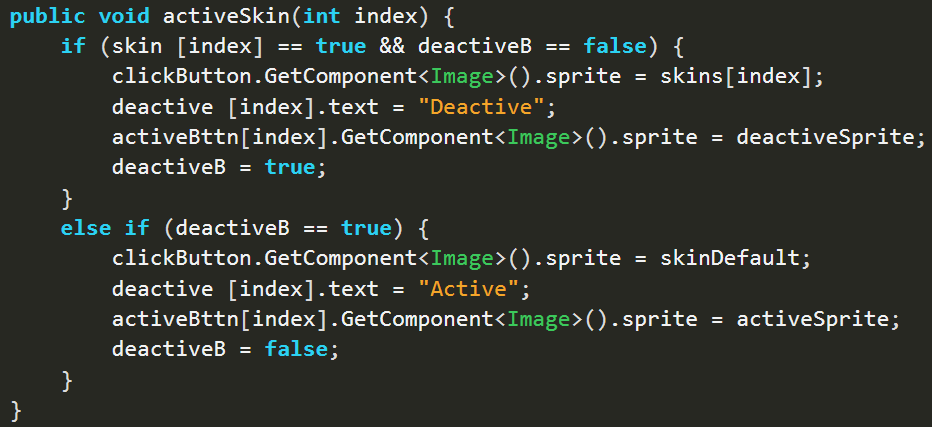 public void activeSkin(int index) {
    if (skin [index] == true && deactiveB == false) {
        clickButton.GetComponent<Image>().sprite = skins[index];
        deactive [index].text = "Deactive";
        activeBttn[index].GetComponent<Image>().sprite = deactiveSprite;
        deactiveB = true;
    }
    else if (deactiveB == true) {
        clickButton.GetComponent<Image>().sprite = skinDefault;
        deactive [index].text = "Active";
        activeBttn[index].GetComponent<Image>().sprite = activeSprite;
        deactiveB = false;
    }
}